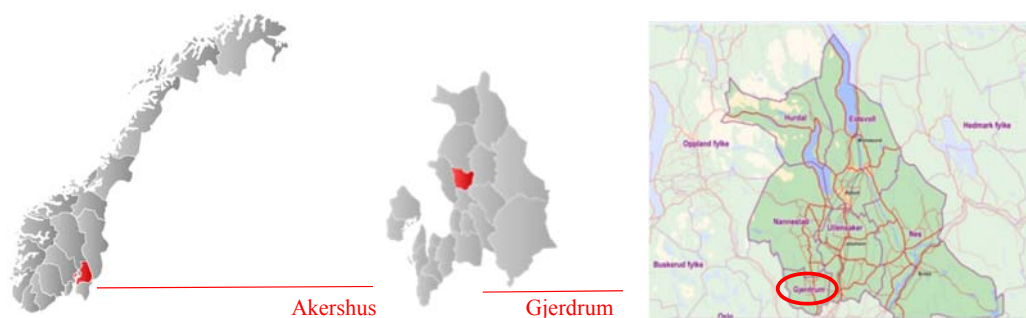 Akershus
Gjerdrum
Hurdal
Eidsvoll
Hedmark fylke
Oppland fylke
Nannestad
Ullensaker
Nes
Buskerud fylke
Gjerdrum
Oslo